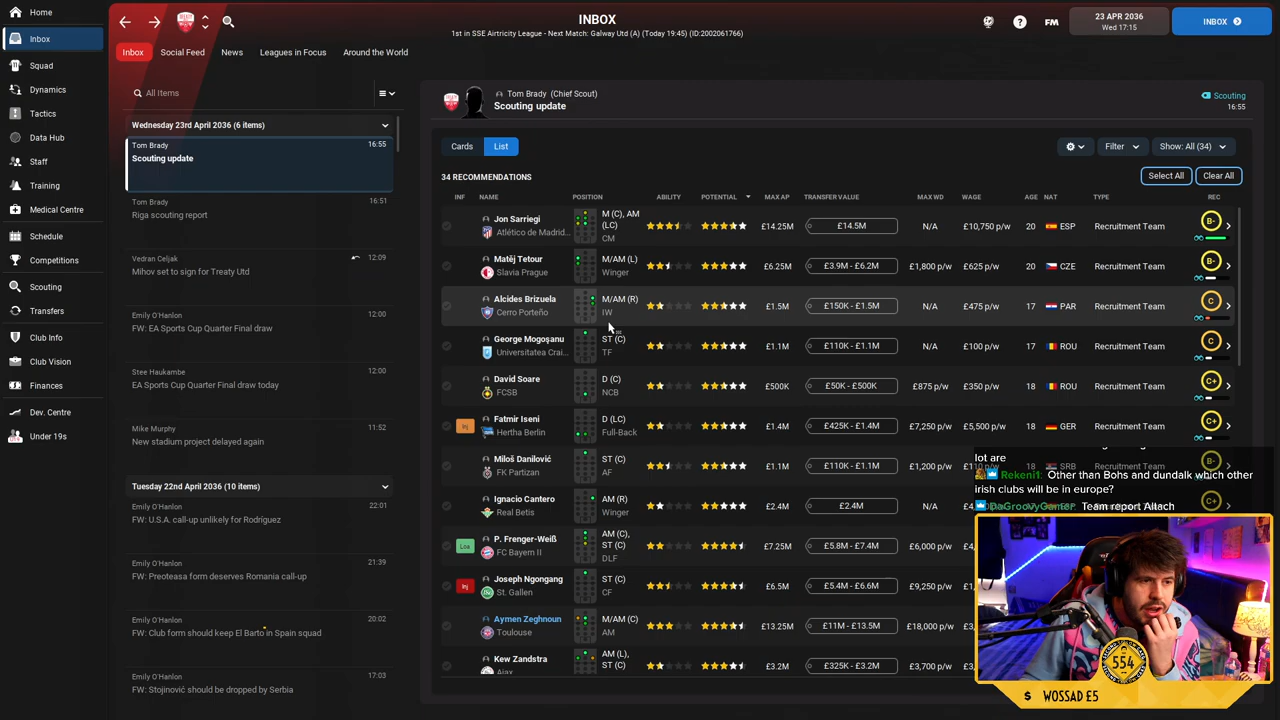 Home
Inbox
Squad
Dynamics
Tactics
Data Hub
Staff
Training
Medical Centre
Schedule
Competitions
Scouting
Transfers
Club Info
Club Vision
Finances
Dev. Centre
Under 19s
INBOX
1st in SSE Airtricity League - Next Match: Galway Utd (A) (Today 19:45) (ID:2002061766)
FM
23 APR 2036
Wed 17:15
INBOX
Inbox
Social Feed
News
Leagues in Focus
Around the World
All Items
Wednesday 23rd April 2036 (6 items)
Tom Brady 16:55
Scouting update
Tom Brady 16:51
Riga scouting report
Vedran Celjak 12:09
Mihov set to sign for Treaty Utd
Emily O'Hanlon 12:00
FW: EA Sports Cup Quarter Final draw
Stee Haukambe 12:00
EA Sports Cup Quarter Final draw today
Mike Murphy 11:52
New stadium project delayed again
Tuesday 22nd April 2036 (10 items)
Emily O'Hanlon 22:01
FW: U.S.A. call-up unlikely for Rodríguez
Emily O'Hanlon 21:39
FW: Preoteasa form deserves Romania call-up
Emily O'Hanlon 20:02
FW: Club form should keep El Barto in Spain squad
Emily O'Hanlon 17:03
FW: Stojinović should be dropped by Serbia
Tom Brady (Chief Scout)
Scouting update
Scouting
16:55
Cards
List
Filter
Show: All (34)
34 RECOMMENDATIONS
Select All
Clear All
INF NAME POSITION ABILITY POTENTIAL MAX AP TRANSFER VALUE MAX WD WAGE AGE NAT TYPE REC
Jon Sarriegi M (C), AM (LC) £14.25M £14.5M N/A £10,750 p/w 20 ESP Recruitment Team B-
Atlético de Madrid... CM
Matěj Tetour M/AM (L) £6.25M £3.9M - £6.2M £1,800 p/w £625 p/w 20 CZE Recruitment Team B-
Slavia Prague Winger
Alcides Brizuela M/AM (R) £1.5M £150K - £1.5M N/A £475 p/w 17 PAR Recruitment Team C
Cerro Porteño IW
George Mogoşanu ST (C) £1.1M £110K - £1.1M N/A £100 p/w 17 ROU Recruitment Team C
Universitatea Crai... TF
David Soare D (C) £500K £50K - £500K £875 p/w £350 p/w 18 ROU Recruitment Team C+
FCSB NCB
Inj Fatmir Iseni D (LC) £1.4M £425K - £1.4M £7,250 p/w £5,500 p/w 18 GER Recruitment Team C+
Hertha Berlin Full-Back
Miloš Danilović ST (C) £1.1M £110K - £1.1M £1,200 p/w 18 SRB Recruitment Team B-
FK Partizan AF
Ignacio Cantero AM (R) £2.4M £2.4M N/A C+
Real Betis Winger
Loa P. Frenger-Weiß AM (C), ST (C) £7.25M £5.8M - £7.4M £6,000 p/w
FC Bayern II DLF
Inj Joseph Ngongang ST (C) £6.5M £5.4M - £6.6M £9,250 p/w
St. Gallen CF
Aymen Zeghnoun M/AM (C) £13.25M £11M - £13.5M £18,000 p/w
Toulouse AM
Kew Zandstra AM (L), ST (C) £3.2M £325K - £3.2M £3,700 p/w
Ajax
lot are
Rekeni1: Other than Bohs and dundalk which other
irish clubs will be in europe?
DaGroovyGamer: Team report Attach
554
$ WOSSAD £5